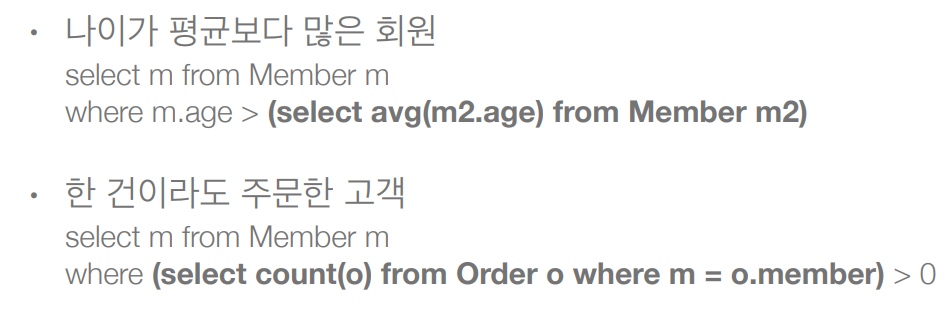 • 나이가 평균보다 많은 회원
select m from Member m
where m.age > (select avg(m2.age) from Member m2)
• 한 건이라도 주문한 고객
select m from Member m
where (select count(o) from Order o where m = o.member) > 0